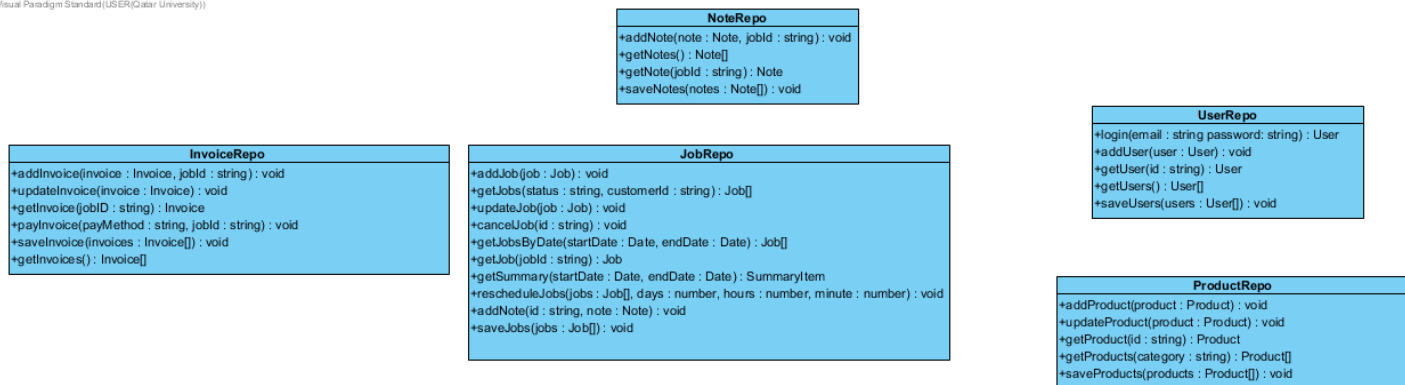 Visual Paradigm Standard(USER(Qatar University))
NoteRepo
+addNote(note : Note, jobId : string) : void
+getNotes() : Note[]
+getNote(jobId : string) : Note
+saveNotes(notes : Note[]) : void
UserRepo
+login(email : string password: string) : User
+addUser(user : User) : void
+getUser(id : string) : User
+getUsers() : User[]
+saveUsers(users : User[]) : void
InvoiceRepo
+addInvoice(invoice : Invoice, jobId : string) : void
+updateInvoice(invoice : Invoice) : void
+getInvoice(jobID : string) : Invoice
+payInvoice(payMethod : string, jobId : string) : void
+saveInvoice(invoices : Invoice[]) : void
+getInvoices() : Invoice[]
JobRepo
+addJob(job : Job) : void
+getJobs(status : string, customerId : string) : Job[]
+updateJob(job : Job) : void
+cancelJob(id : string) : void
+getJobsByDate(startDate : Date, endDate : Date) : Job[]
+getJob(jobId : string) : Job
+getSummary(startDate : Date, endDate : Date) : SummaryItem
+rescheduleJobs(jobs : Job[], days : number, hours : number, minute : number) : void
+addNote(id : string, note : Note) : void
+saveJobs(jobs : Job[]) : void
ProductRepo
+addProduct(product : Product) : void
+updateProduct(product : Product) : void
+getProduct(id : string) : Product
+getProducts(category : string) : Product[]
+saveProducts(products : Product[]) : void